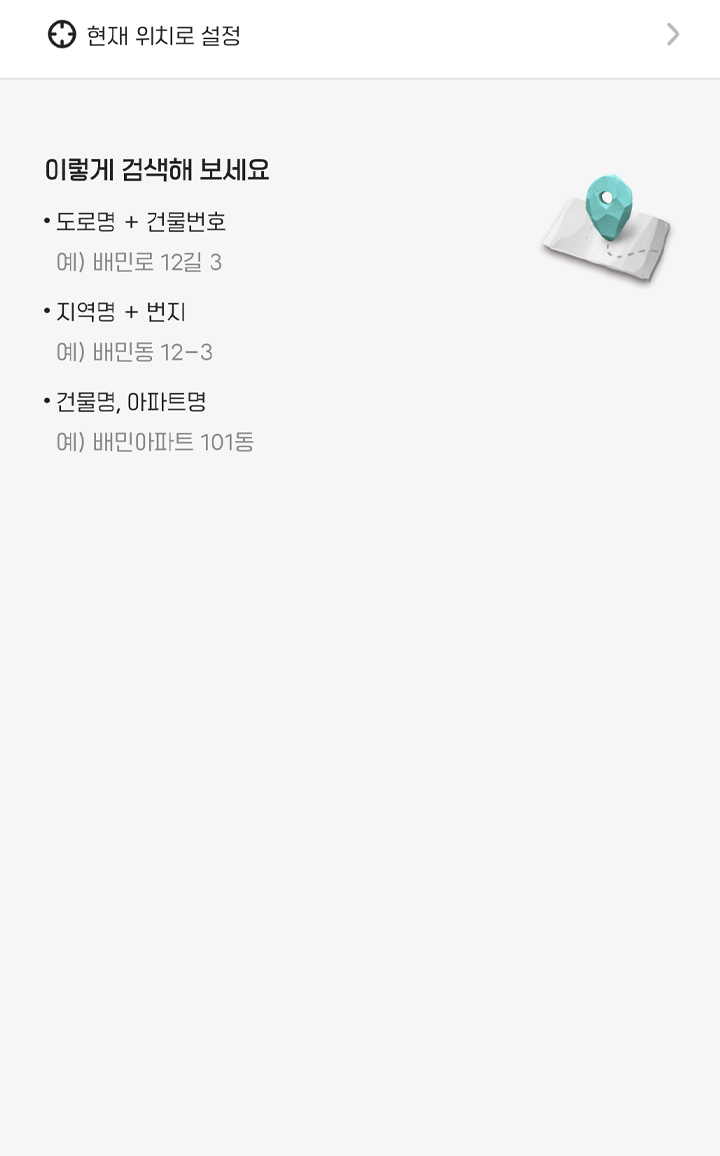 현재 위치로 설정
이렇게 검색해 보세요
• 도로명 + 건물번호
예) 배민로 12길 3
• 지역명 + 번지
예) 배민동 12-3
• 건물명, 아파트명
예) 배민아파트 101동